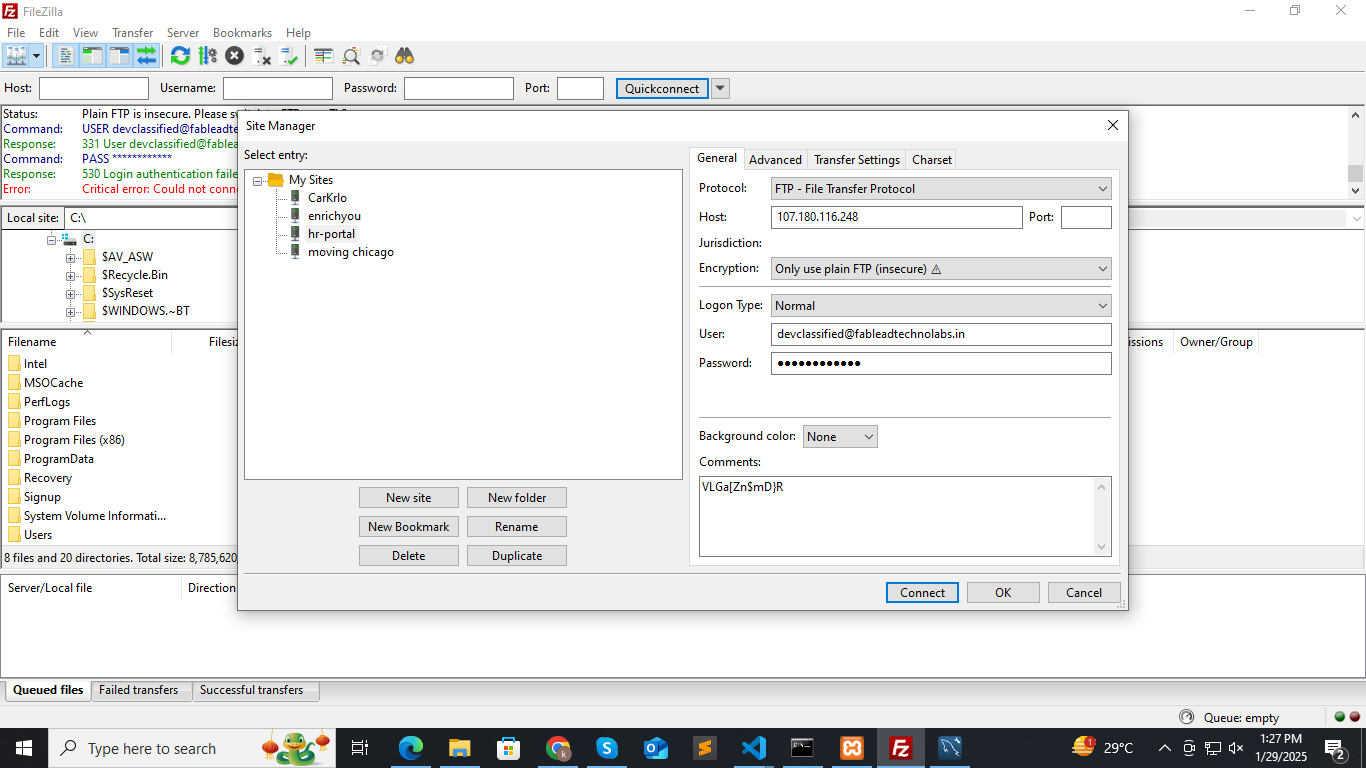 FileZilla
File Edit View Transfer Server Bookmarks Help
Host: Username: Password: Port: Quickconnect
Status: Plain FTP is insecure. Please
Command: USER devclassified@fableadte
Response: 331 User devclassified@fablea
Command: PASS ************
Response: 530 Login authentication faile
Error: Critical error: Could not conn
Local site: C:\
C:
$AV_ASW
$Recycle.Bin
$SysReset
$WINDOWS.~BT
Filename Filesiz
Intel
MSOCache
PerfLogs
Program Files
Program Files (x86)
ProgramData
Recovery
Signup
System Volume Informati...
Users
8 files and 20 directories. Total size: 8,785,620
Server/Local file Direction
Site Manager
Select entry:
My Sites
CarKrlo
enrichyou
hr-portal
moving chicago
New site New folder
New Bookmark Rename
Delete Duplicate
General Advanced Transfer Settings Charset
Protocol: FTP - File Transfer Protocol
Host: 107.180.116.248 Port:
Jurisdiction:
Encryption: Only use plain FTP (insecure) ⚠
Logon Type: Normal
User: devclassified@fableadtechnolabs.in
Password: ●●●●●●●●●●●●
Background color: None
Comments:
VLGa[Zn$mD}R
Connect OK Cancel
issions Owner/Group
Queued files Failed transfers Successful transfers
Queue: empty
Type here to search
29°C
1:27 PM
1/29/2025
2